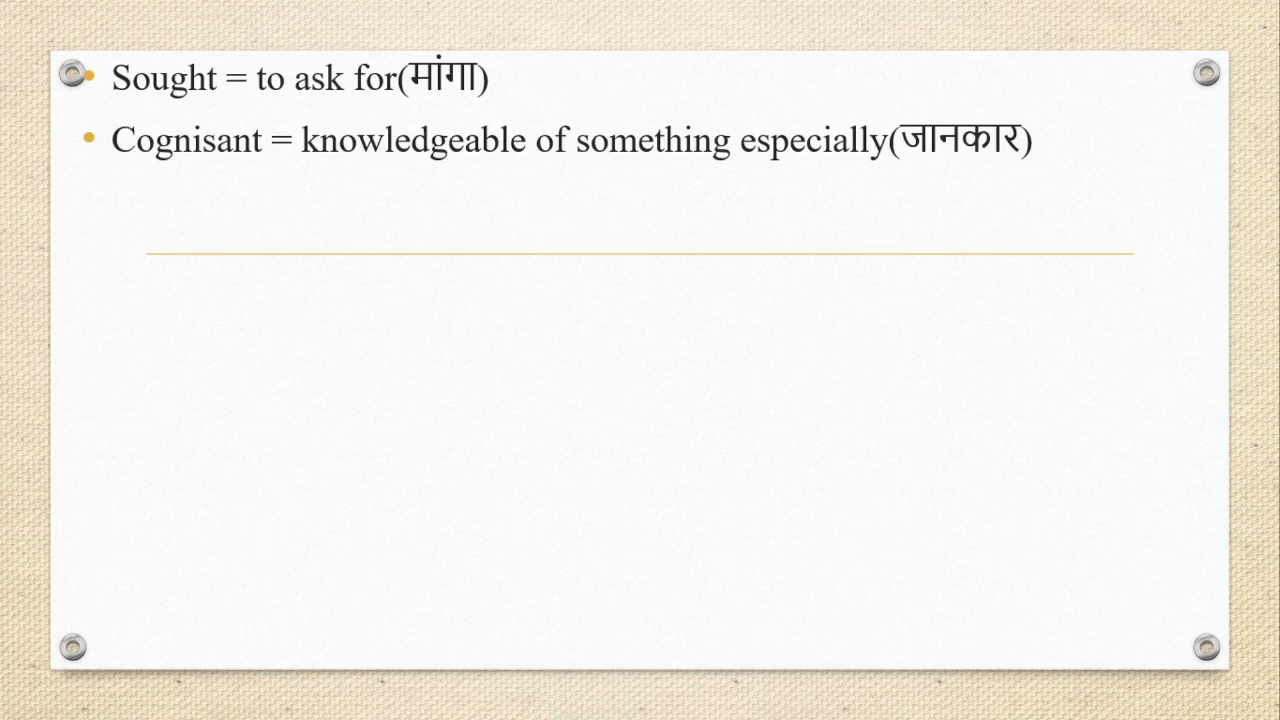 • Sought = to ask for(मांगा)
• Cognisant = knowledgeable of something especially(जानकार)